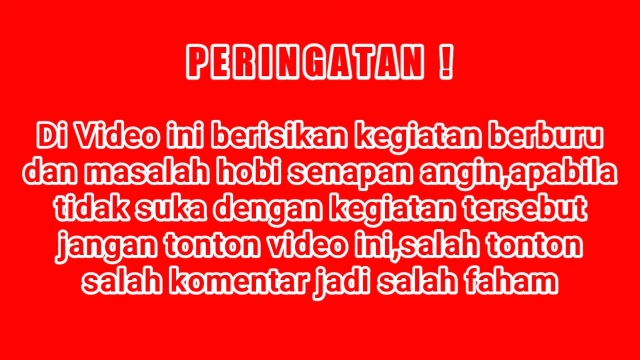 PERINGATAN !
Di Video ini berisikan kegiatan berburu
dan masalah hobi senapan angin,apabila
tidak suka dengan kegiatan tersebut
jangan tonton video ini,salah tonton
salah komentar jadi salah faham